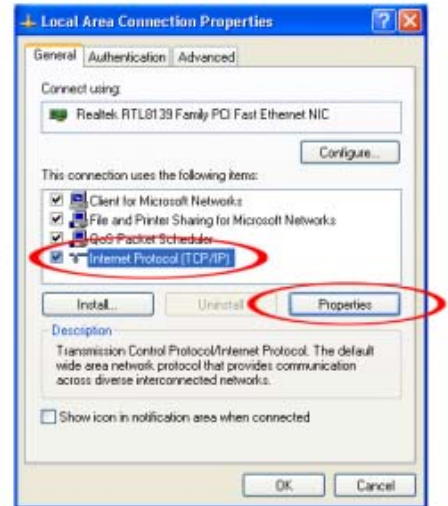 Local Area Connection Properties
General Authentication Advanced
Connect using:
Realtek RTL8139 Family PCI Fast Ethernet NIC
Configure...
This connection uses the following items:
Client for Microsoft Networks
File and Printer Sharing for Microsoft Networks
QoS Packet Scheduler
Internet Protocol (TCP/IP)
Install... Uninstall Properties
Description
Transmission Control Protocol/Internet Protocol. The default
wide area network protocol that provides communication
across diverse interconnected networks.
Show icon in notification area when connected
OK Cancel